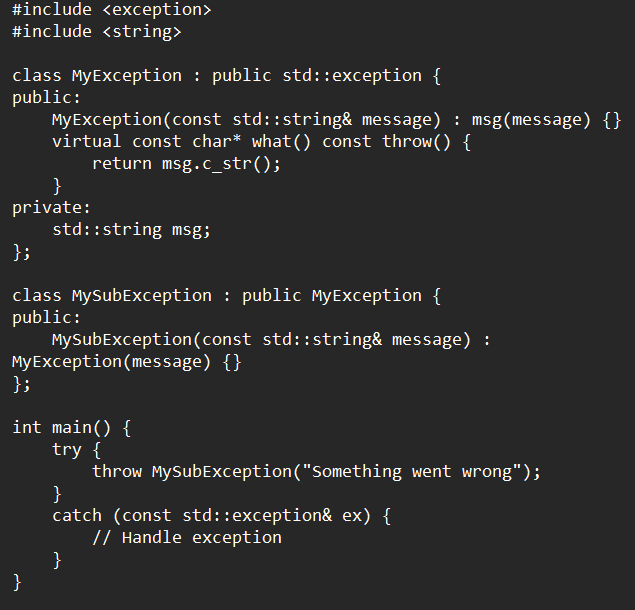 #include <exception>
#include <string>

class MyException : public std::exception {
public:
    MyException(const std::string& message) : msg(message) {}
    virtual const char* what() const throw() {
        return msg.c_str();
    }
private:
    std::string msg;
};

class MySubException : public MyException {
public:
    MySubException(const std::string& message) :
MyException(message) {}
};

int main() {
    try {
        throw MySubException("Something went wrong");
    }
    catch (const std::exception& ex) {
        // Handle exception
    }
}